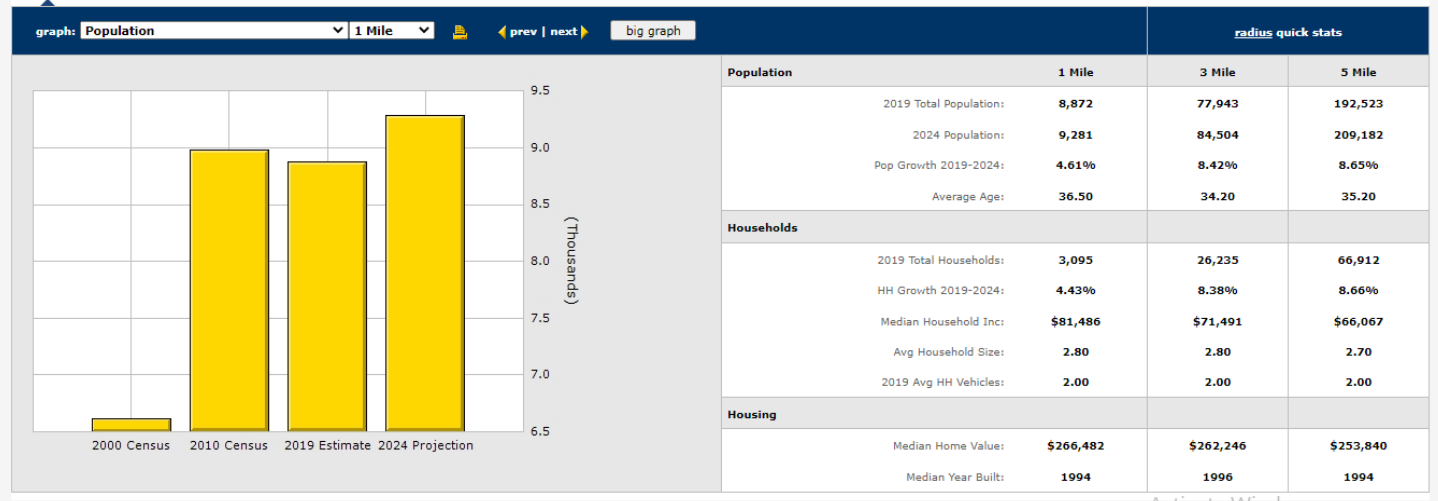 graph: Population 1 Mile prev | next big graph radius quick stats
Population 1 Mile 3 Mile 5 Mile
9.5
9.0
8.5
8.0
7.5
7.0
6.5
(Thousands)
2000 Census 2010 Census 2019 Estimate 2024 Projection
2019 Total Population: 8,872 77,943 192,523
2024 Population: 9,281 84,504 209,182
Pop Growth 2019-2024: 4.61% 8.42% 8.65%
Average Age: 36.50 34.20 35.20
Households
2019 Total Households: 3,095 26,235 66,912
HH Growth 2019-2024: 4.43% 8.38% 8.66%
Median Household Inc: $81,486 $71,491 $66,067
Avg Household Size: 2.80 2.80 2.70
2019 Avg HH Vehicles: 2.00 2.00 2.00
Housing
Median Home Value: $266,482 $262,246 $253,840
Median Year Built: 1994 1996 1994